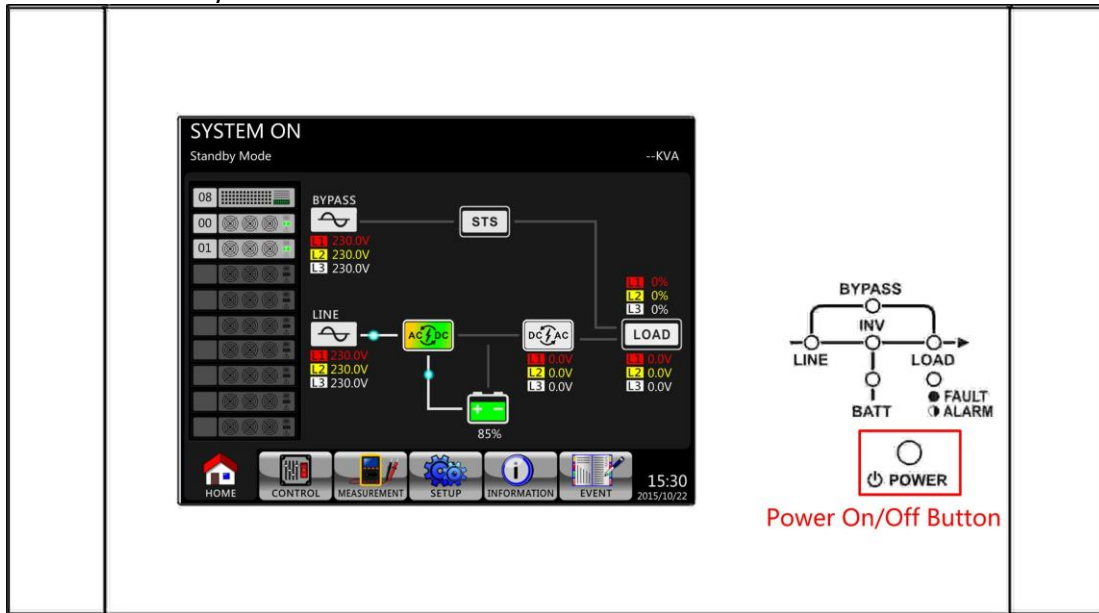 SYSTEM ON
Standby Mode
--KVA
08
00
01
BYPASS
L1 230.0V
L2 230.0V
L3 230.0V
STS
L1 0%
L2 0%
L3 0%
LINE
L1 230.0V
L2 230.0V
L3 230.0V
AC DC
DC AC
L1 0.0V
L2 0.0V
L3 0.0V
LOAD
L1 0.0V
L2 0.0V
L3 0.0V
85%
HOME
CONTROL
MEASUREMENT
SETUP
INFORMATION
EVENT
15:30
2015/10/22
BYPASS
INV
LINE
LOAD
BATT
FAULT
ALARM
POWER
Power On/Off Button